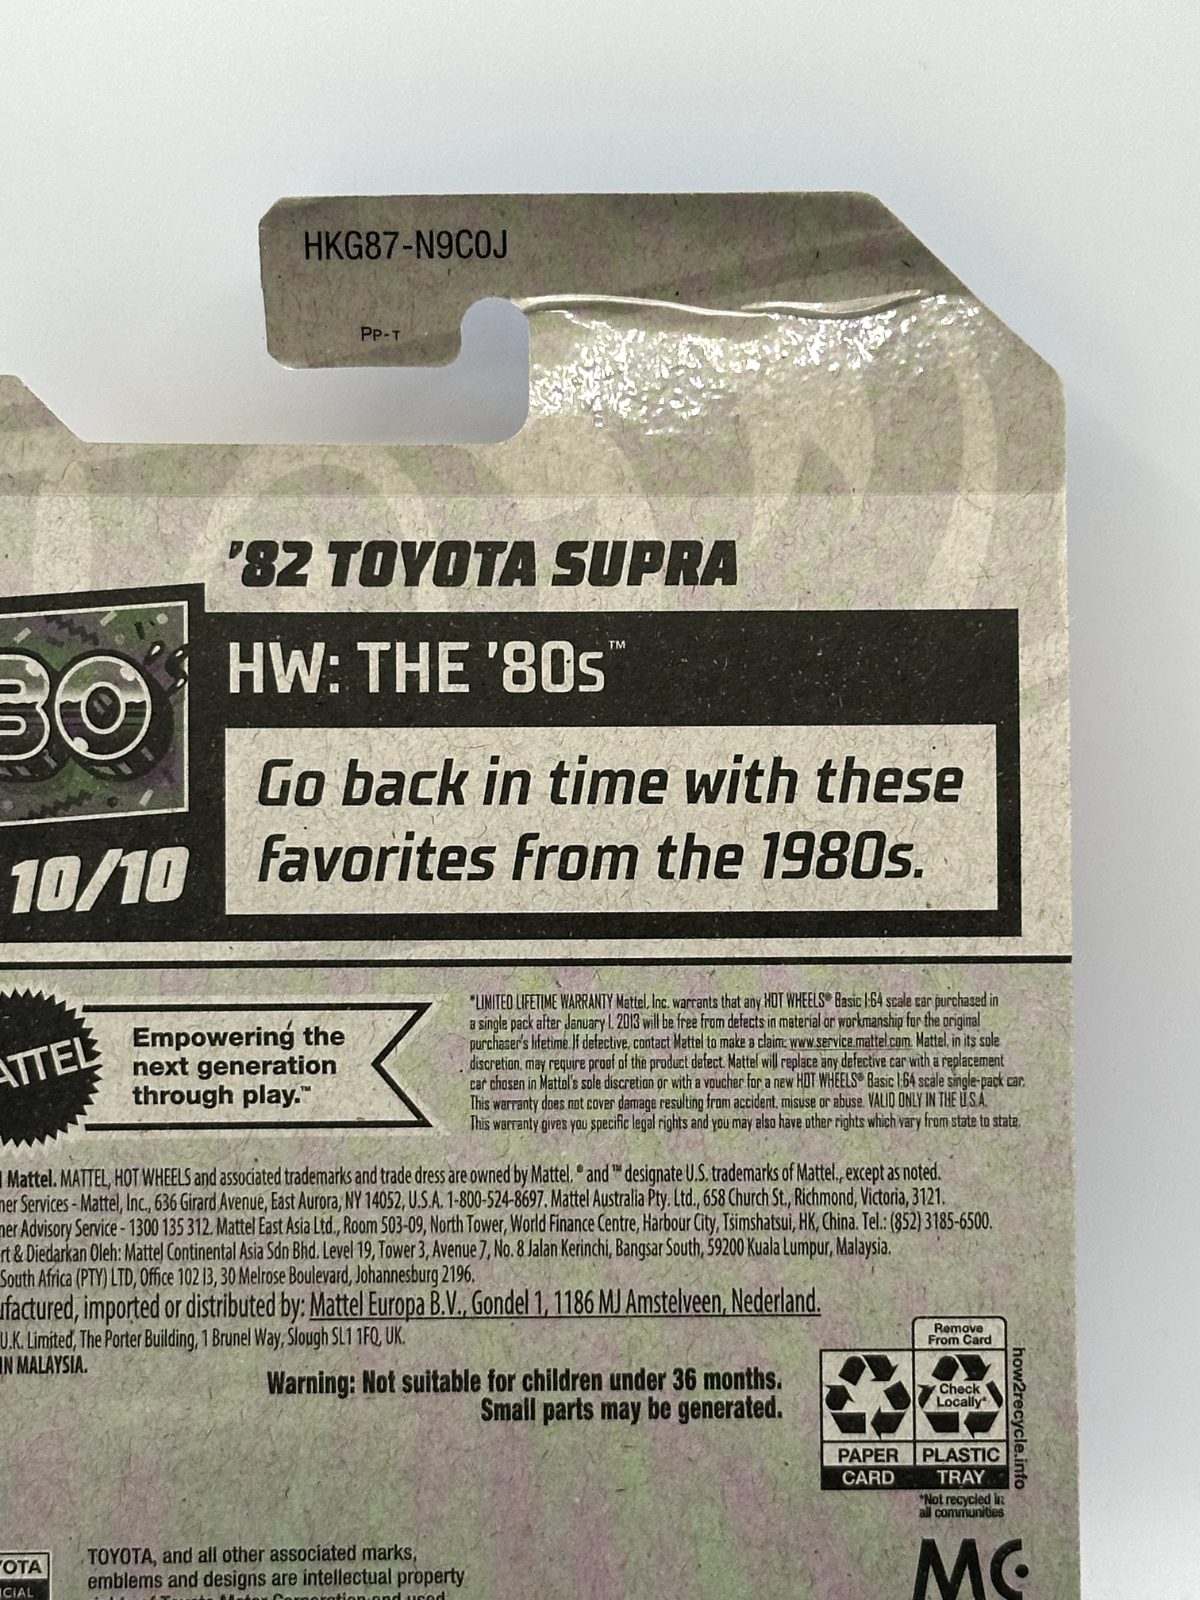 HKG87-N9C0J
PP-T
'82 TOYOTA SUPRA
80's
HW: THE '80s™
Go back in time with these
favorites from the 1980s.
10/10
MATTEL
Empowering the
next generation
through play.™
*LIMITED LIFETIME WARRANTY Mattel, Inc. warrants that any HOT WHEELS® Basic 1:64 scale car purchased in
a single pack after January 1, 2013 will be free from defects in material or workmanship for the original
purchaser's lifetime. If defective, contact Mattel to make a claim: www.service.mattel.com. Mattel, in its sole
discretion, may require proof of the product defect. Mattel will replace any defective car with a replacement
car chosen in Mattel's sole discretion or with a voucher for a new HOT WHEELS® Basic 1:64 scale single-pack car.
This warranty does not cover damage resulting from accident, misuse or abuse. VALID ONLY IN THE U.S.A.
This warranty gives you specific legal rights and you may also have other rights which vary from state to state.
Mattel. MATTEL, HOT WHEELS and associated trademarks and trade dress are owned by Mattel. ® and ™ designate U.S. trademarks of Mattel., except as noted.
Services - Mattel, Inc., 636 Girard Avenue, East Aurora, NY 14052, U.S.A. 1-800-524-8697. Mattel Australia Pty. Ltd., 658 Church St., Richmond, Victoria, 3121.
Advisory Service - 1300 135 312. Mattel East Asia Ltd., Room 503-09, North Tower, World Finance Centre, Harbour City, Tsimshatsui, HK, China. Tel.: (852) 3185-6500.
& Diedarkan Oleh: Mattel Continental Asia Sdn Bhd. Level 19, Tower 3, Avenue 7, No. 8 Jalan Kerinchi, Bangsar South, 59200 Kuala Lumpur, Malaysia.
South Africa (PTY) LTD, Office 102 I3, 30 Melrose Boulevard, Johannesburg 2196.
imported or distributed by: Mattel Europa B.V., Gondel 1, 1186 MJ Amstelveen, Nederland.
U.K. Limited, The Porter Building, 1 Brunel Way, Slough SL1 1FQ, UK.
IN MALAYSIA.
Warning: Not suitable for children under 36 months.
Small parts may be generated.
Remove
From Card
Check
Locally*
PAPER
PLASTIC
CARD
TRAY
how2recycle.info
*Not recycled in
all communities
TOYOTA, and all other associated marks,
emblems and designs are intellectual property
of Toyota Motor Corporation and used
MC